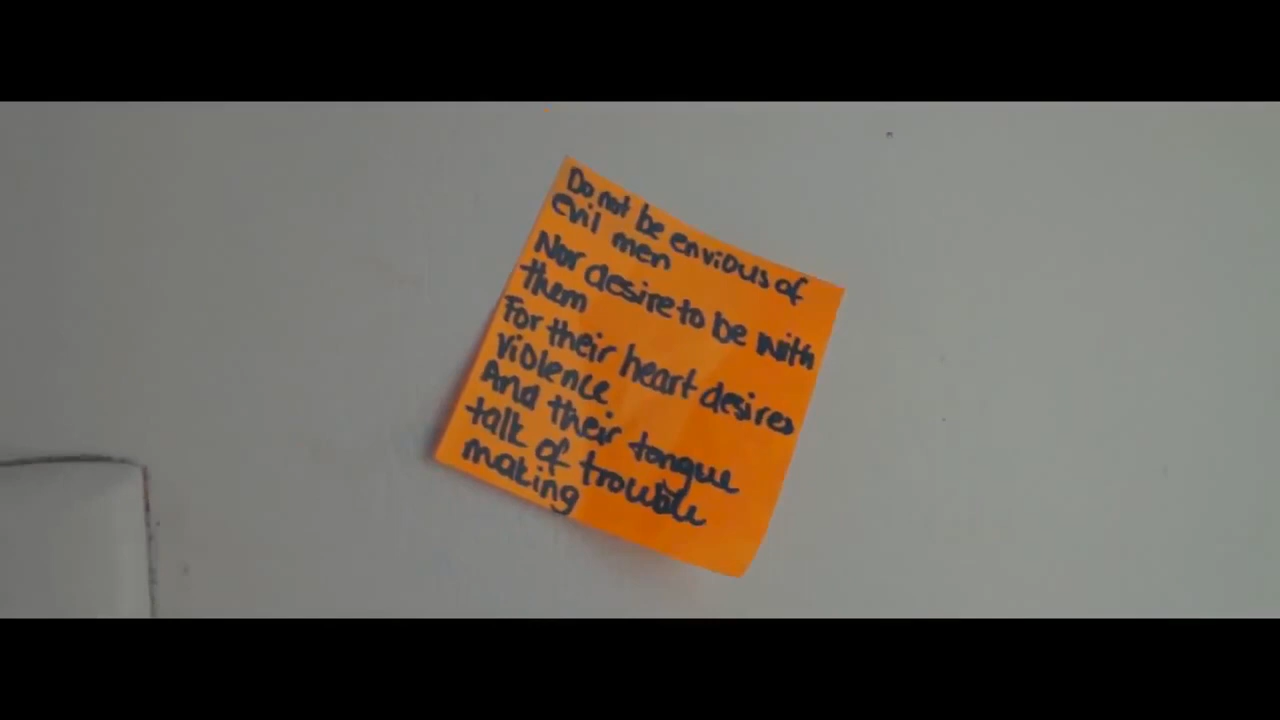 Do not be envious of
evil men
Nor desire to be with
them
For their heart desires
violence
And their tongue
talk of trouble
making